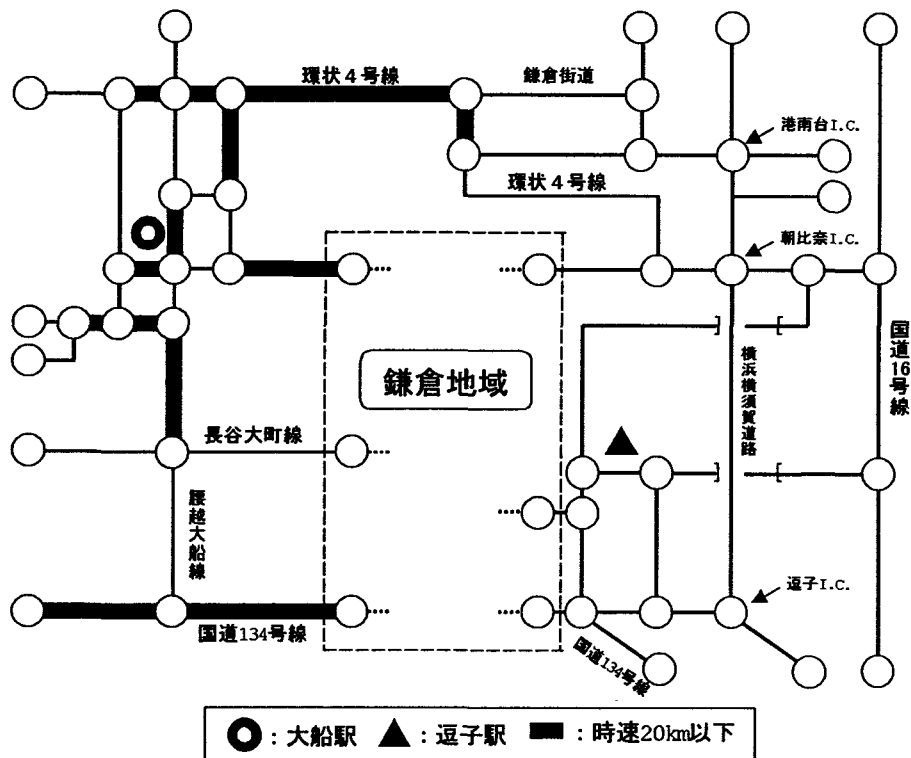 環状4号線
鎌倉街道
港南台I.C.
環状4号線
朝比奈I.C.
国道16号線
横浜横須賀道路
鎌倉地域
長谷大町線
腰越大船線
逗子I.C.
国道134号線
国道134号線
:大船駅 :逗子駅 :時速20km以下